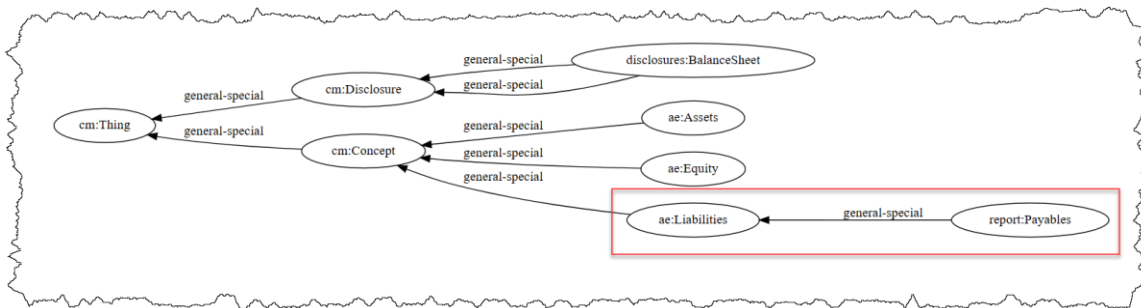 general-special
disclosures:BalanceSheet
general-special
cm:Disclosure
general-special
cm:Thing
general-special
ae:Assets
general-special
cm:Concept
general-special
ae:Equity
general-special
ae:Liabilities
general-special
report:Payables